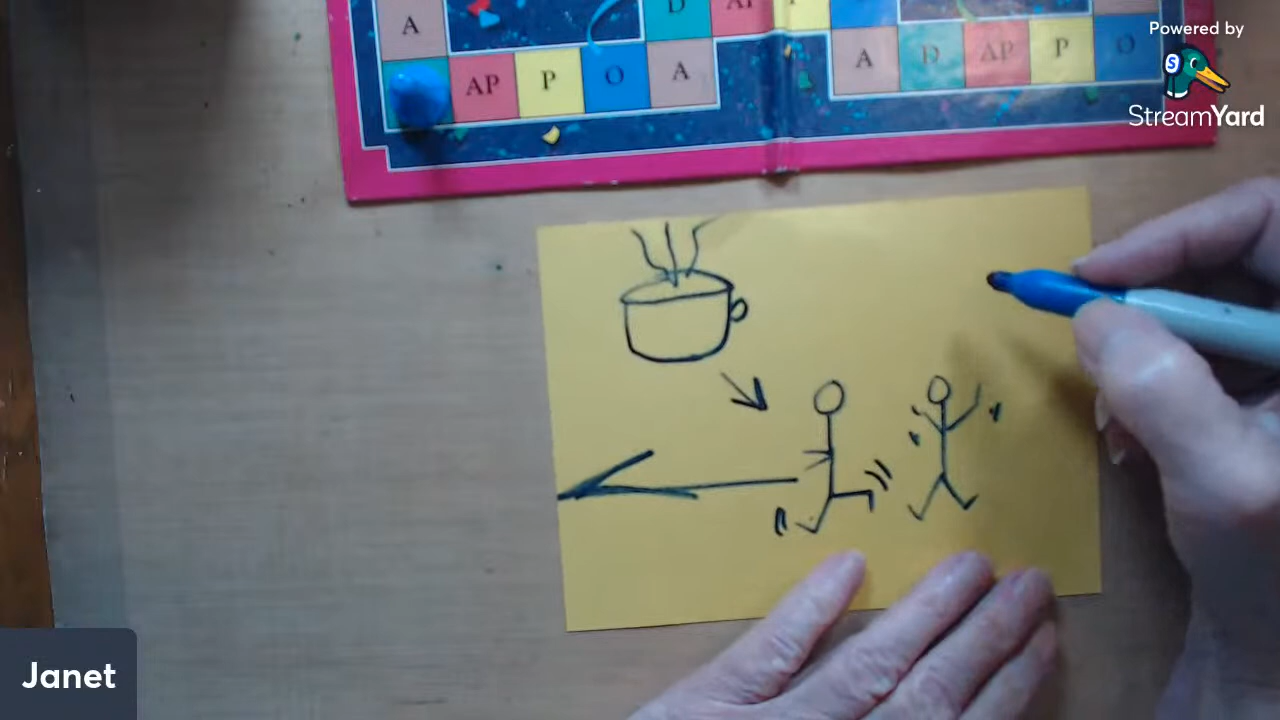 A D AP P
AP P O A A D AP P O
Powered by
S
StreamYard
Janet